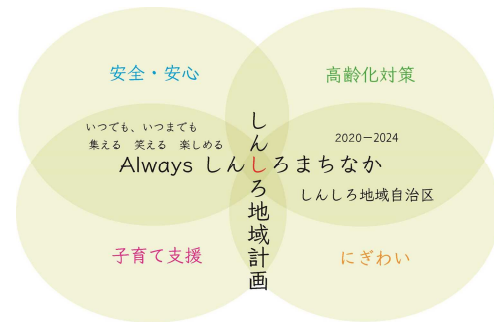 安全・安心
高齢化対策
いつでも、いつまでも
集える 笑える 楽しめる
2020－2024
Always しんしろまちなか
しんしろ地域計画
しんしろ地域自治区
子育て支援
にぎわい